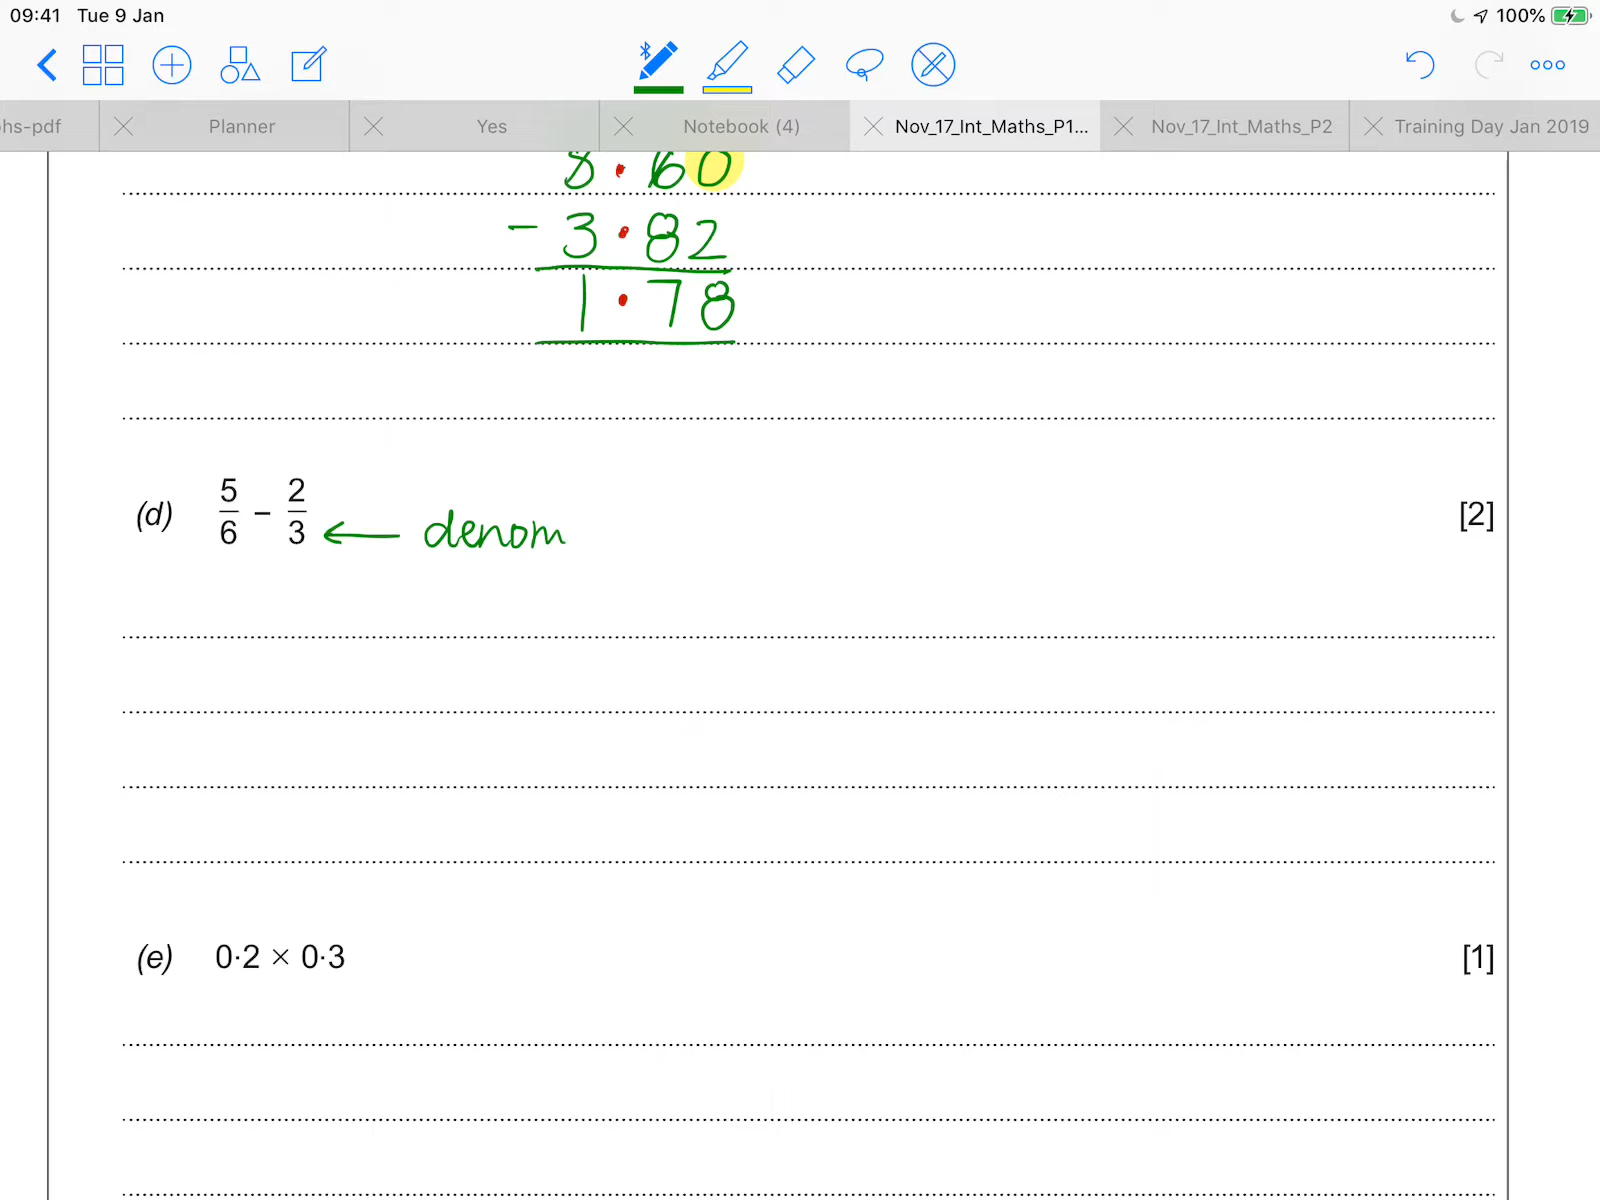 09:41 Tue 9 Jan 100%
hs-pdf Planner Yes Notebook (4) Nov_17_Int_Maths_P1... Nov_17_Int_Maths_P2 Training Day Jan 2019
8.60
- 3.82
1.78
(d) 5/6 − 2/3 ← denom [2]
(e) 0·2 × 0·3 [1]